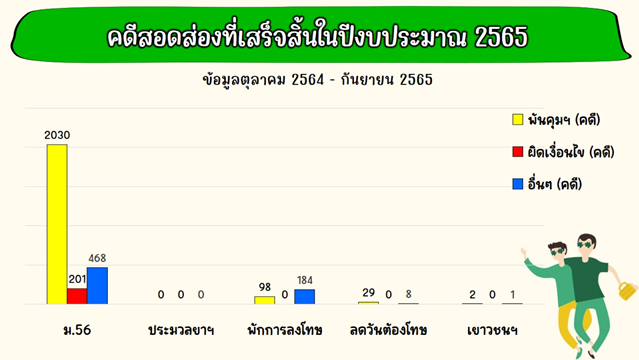 คดีสอดส่องที่เสร็จสิ้นในปีงบประมาณ 2565
ข้อมูลตุลาคม 2564 - กันยายน 2565
พ้นคุมฯ (คดี)
ผิดเงื่อนไข (คดี)
อื่นๆ (คดี)
2030
201
468
0 0 0
98 0 184
29 0 8
2 0 1
ม.56 ประมวลยาฯ พักการลงโทษ ลดวันต้องโทษ เยาวชนฯ